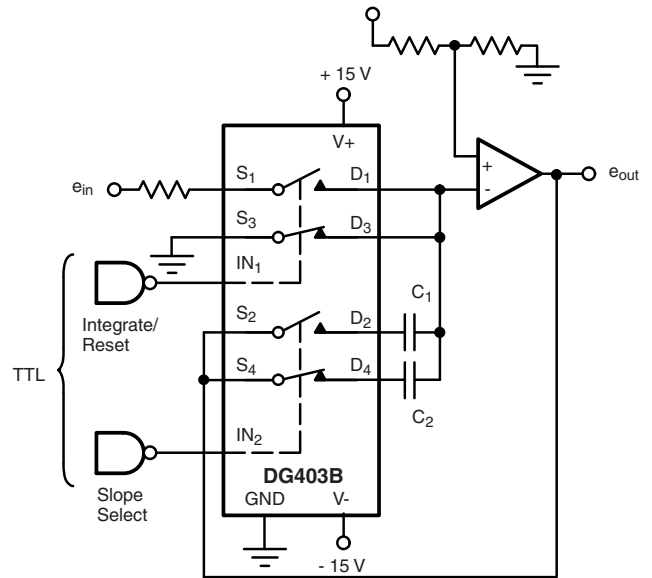 + 15 V
V+
e_in
S1
D1
+
-
e_out
S3
D3
IN1
Integrate/
Reset
TTL
S2
D2
C1
S4
D4
C2
IN2
Slope
Select
DG403B
GND
V-
- 15 V